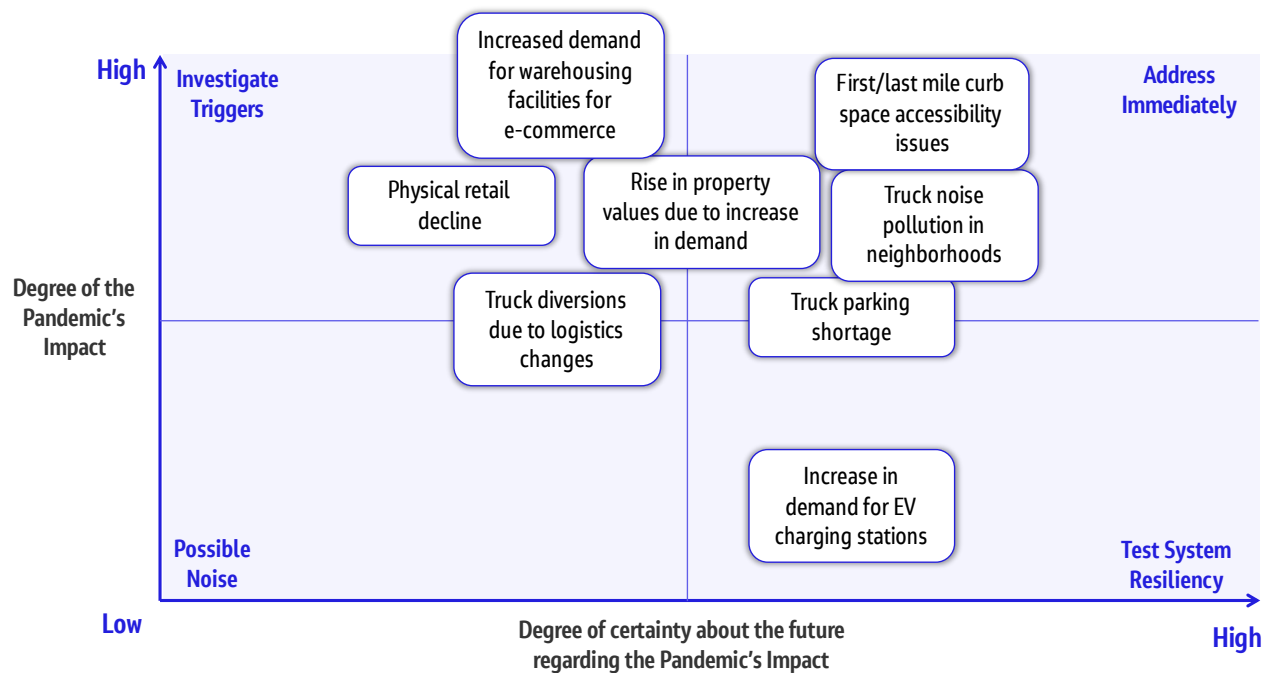 High
Investigate
Triggers
Increased demand
for warehousing
facilities for
e-commerce
First/last mile curb
space accessibility
issues
Address
Immediately
Physical retail
decline
Rise in property
values due to increase
in demand
Truck noise
pollution in
neighborhoods
Degree of the
Pandemic's
Impact
Truck diversions
due to logistics
changes
Truck parking
shortage
Increase in
demand for EV
charging stations
Possible
Noise
Test System
Resiliency
Low
Degree of certainty about the future
regarding the Pandemic's Impact
High